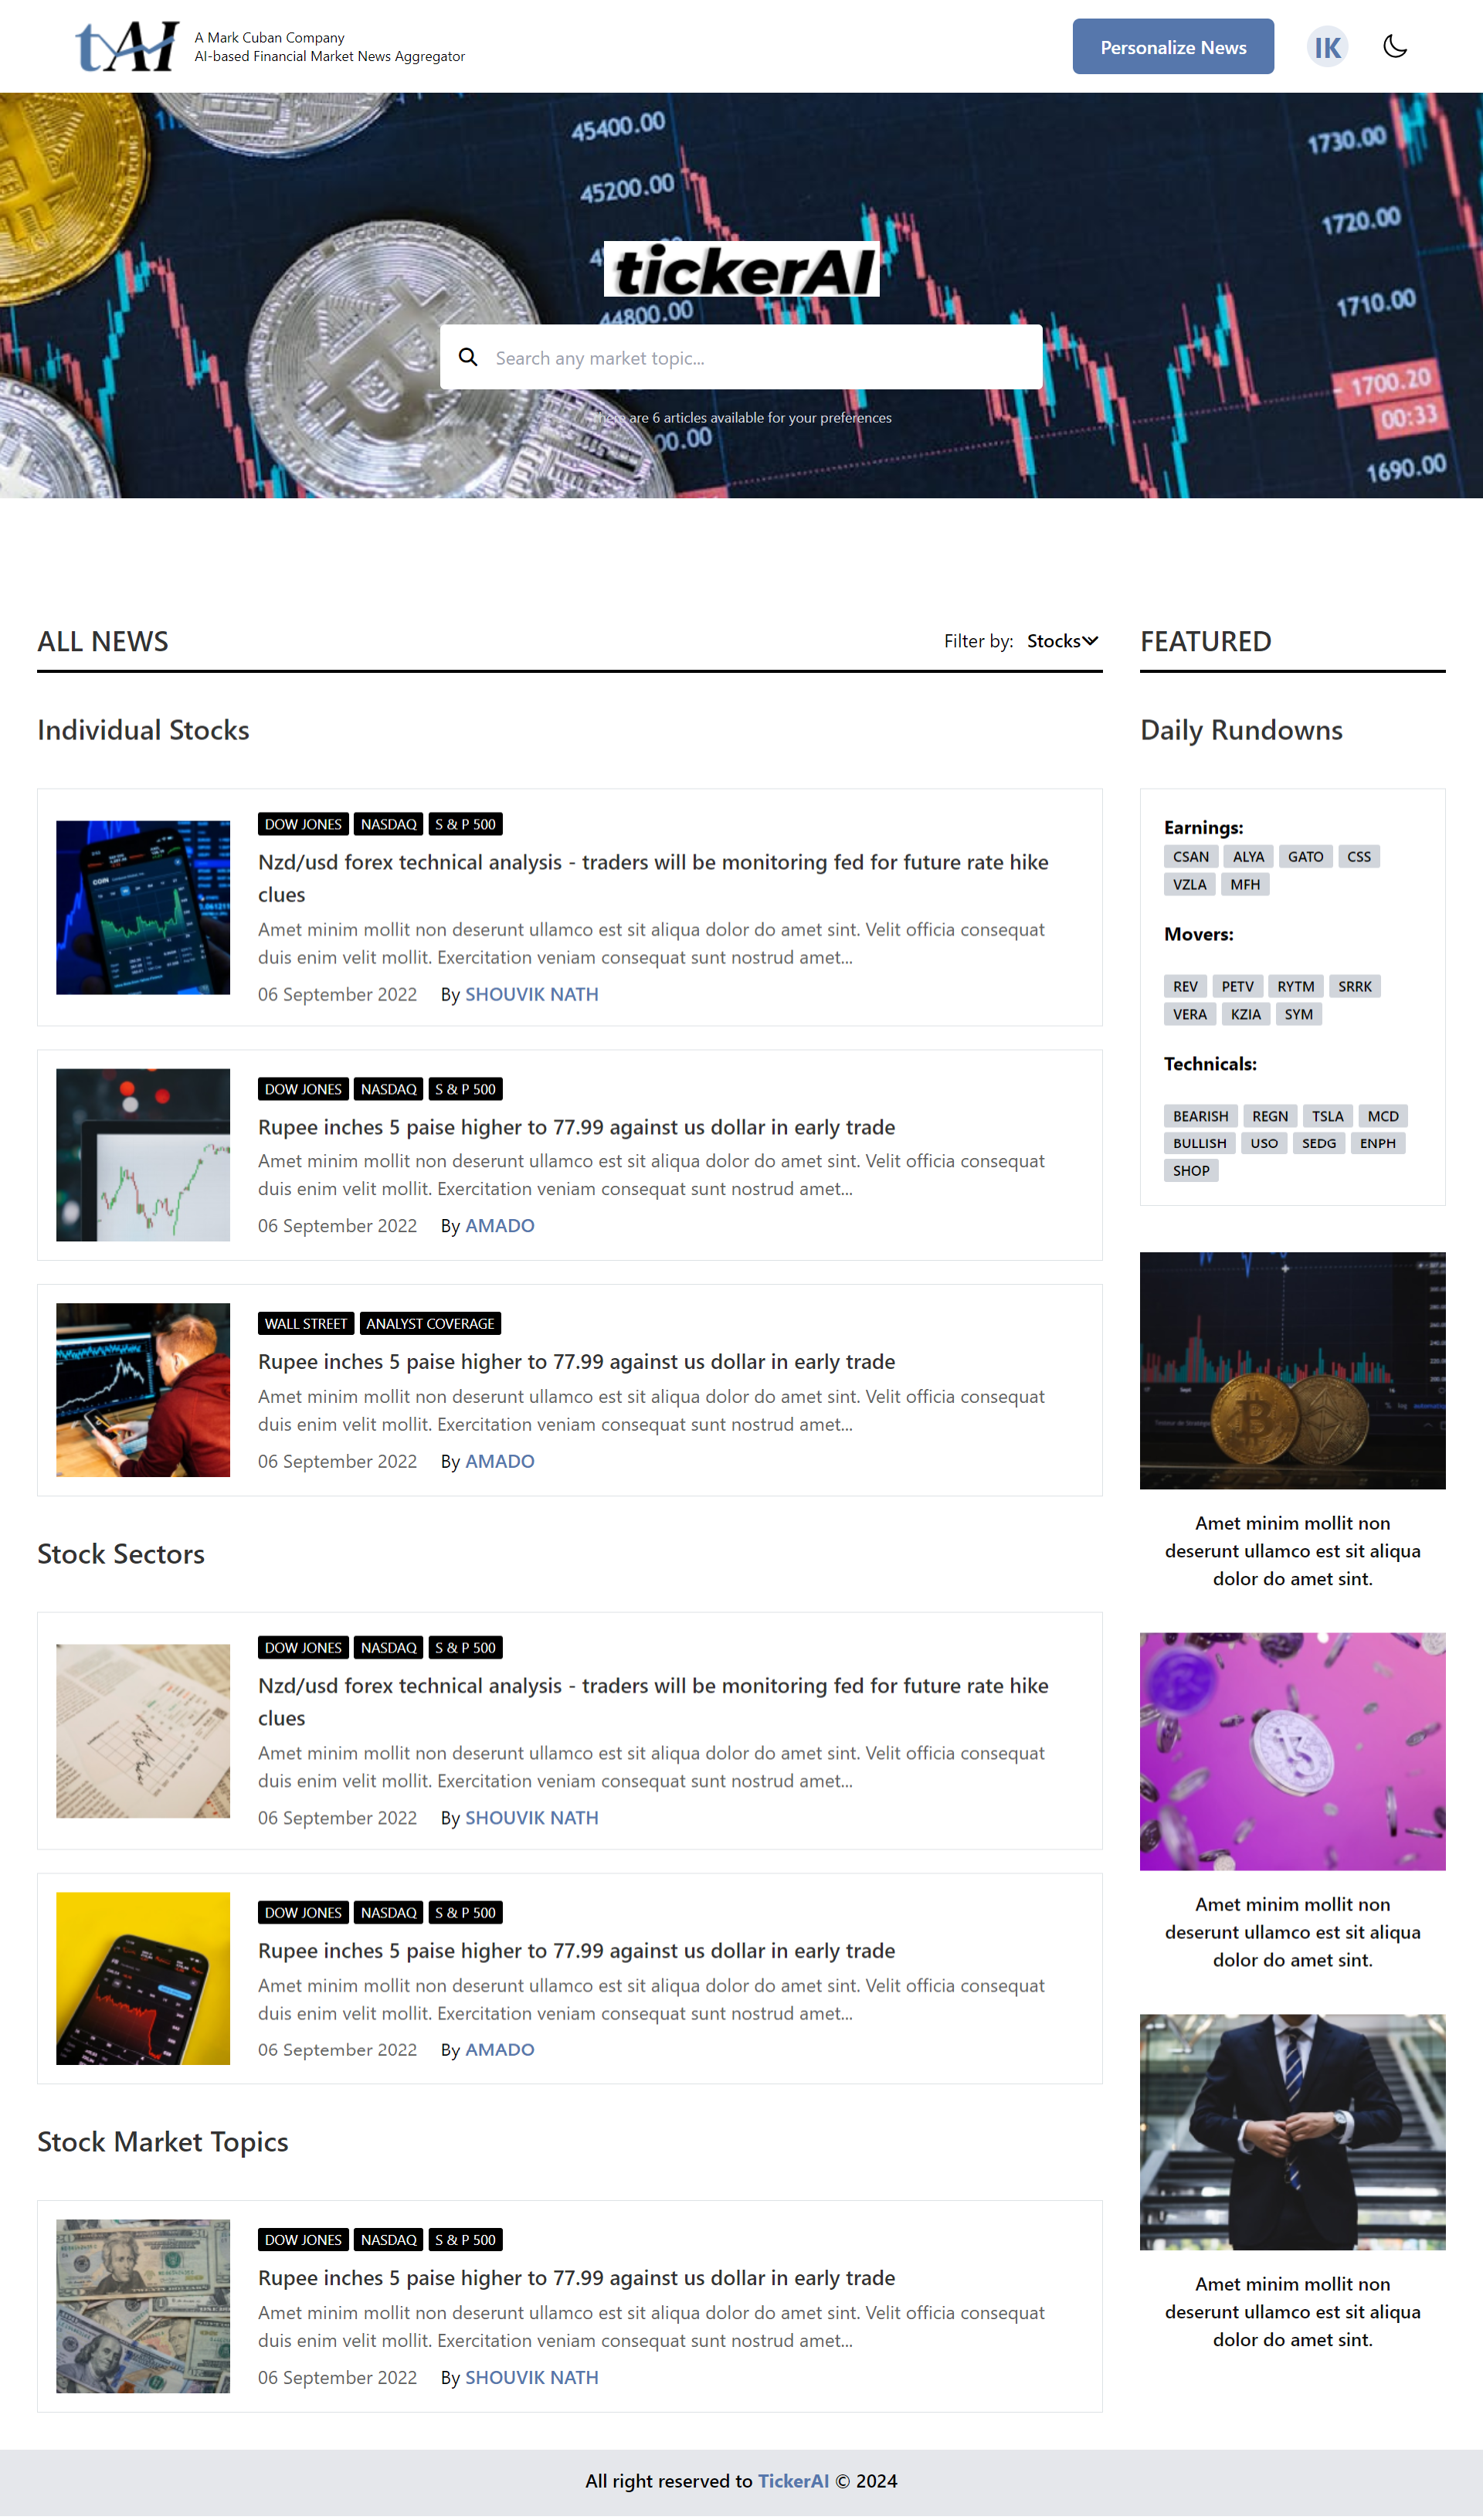 tAI
A Mark Cuban Company
AI-based Financial Market News Aggregator
Personalize News
IK
45400.00
1730.00
45200.00
1720.00
tickerAI
44800.00
1710.00
Search any market topic...
1700.20
00:33
There are 6 articles available for your preferences
00.00
1690.00
ALL NEWS
Filter by: Stocks
Individual Stocks
DOW JONES NASDAQ S & P 500
Nzd/usd forex technical analysis - traders will be monitoring fed for future rate hike
clues
Amet minim mollit non deserunt ullamco est sit aliqua dolor do amet sint. Velit officia consequat
duis enim velit mollit. Exercitation veniam consequat sunt nostrud amet...
06 September 2022 By SHOUVIK NATH
DOW JONES NASDAQ S & P 500
Rupee inches 5 paise higher to 77.99 against us dollar in early trade
Amet minim mollit non deserunt ullamco est sit aliqua dolor do amet sint. Velit officia consequat
duis enim velit mollit. Exercitation veniam consequat sunt nostrud amet...
06 September 2022 By AMADO
WALL STREET ANALYST COVERAGE
Rupee inches 5 paise higher to 77.99 against us dollar in early trade
Amet minim mollit non deserunt ullamco est sit aliqua dolor do amet sint. Velit officia consequat
duis enim velit mollit. Exercitation veniam consequat sunt nostrud amet...
06 September 2022 By AMADO
Stock Sectors
DOW JONES NASDAQ S & P 500
Nzd/usd forex technical analysis - traders will be monitoring fed for future rate hike
clues
Amet minim mollit non deserunt ullamco est sit aliqua dolor do amet sint. Velit officia consequat
duis enim velit mollit. Exercitation veniam consequat sunt nostrud amet...
06 September 2022 By SHOUVIK NATH
DOW JONES NASDAQ S & P 500
Rupee inches 5 paise higher to 77.99 against us dollar in early trade
Amet minim mollit non deserunt ullamco est sit aliqua dolor do amet sint. Velit officia consequat
duis enim velit mollit. Exercitation veniam consequat sunt nostrud amet...
06 September 2022 By AMADO
Stock Market Topics
DOW JONES NASDAQ S & P 500
Rupee inches 5 paise higher to 77.99 against us dollar in early trade
Amet minim mollit non deserunt ullamco est sit aliqua dolor do amet sint. Velit officia consequat
duis enim velit mollit. Exercitation veniam consequat sunt nostrud amet...
06 September 2022 By SHOUVIK NATH
FEATURED
Daily Rundowns
Earnings:
CSAN ALYA GATO CSS
VZLA MFH
Movers:
REV PETV RYTM SRRK
VERA KZIA SYM
Technicals:
BEARISH REGN TSLA MCD
BULLISH USO SEDG ENPH
SHOP
Amet minim mollit non
deserunt ullamco est sit aliqua
dolor do amet sint.
Amet minim mollit non
deserunt ullamco est sit aliqua
dolor do amet sint.
Amet minim mollit non
deserunt ullamco est sit aliqua
dolor do amet sint.
All right reserved to TickerAI © 2024